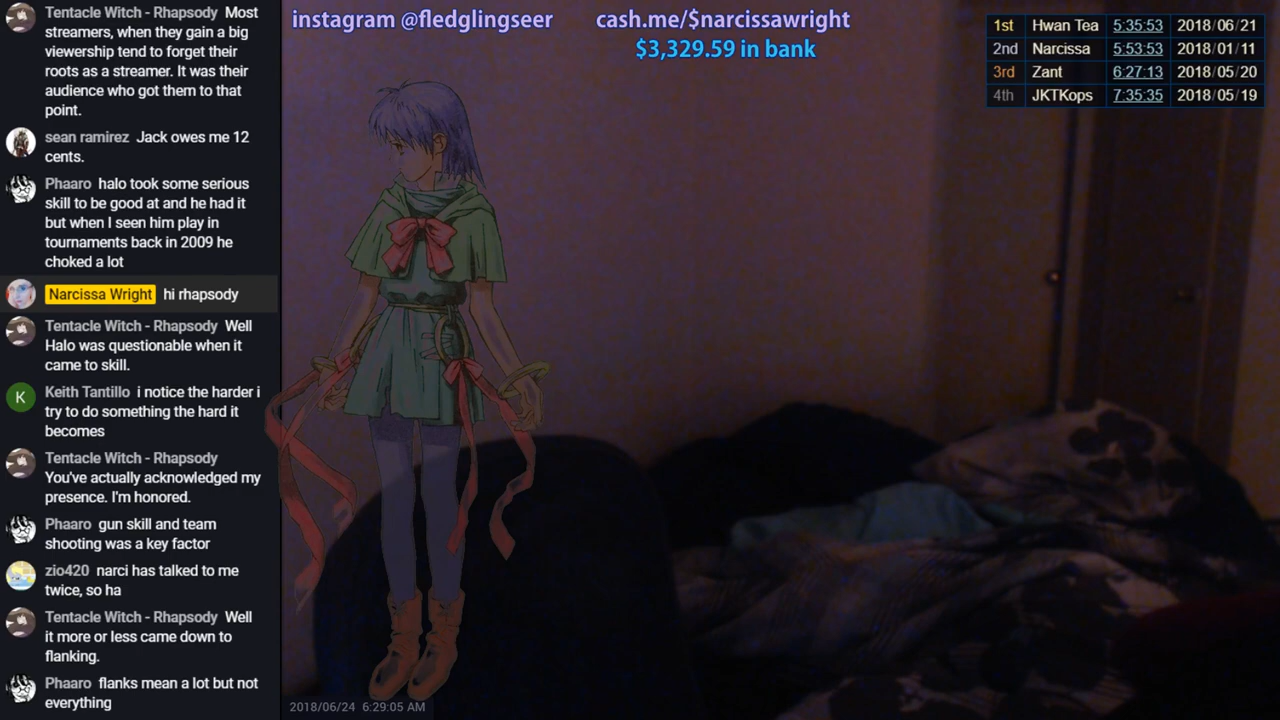 Tentacle Witch - Rhapsody Most
streamers, when they gain a big
viewership tend to forget their
roots as a streamer. It was their
audience who got them to that
point.
sean ramirez Jack owes me 12
cents.
Phaaro halo took some serious
skill to be good at and he had it
but when I seen him play in
tournaments back in 2009 he
choked a lot
Narcissa Wright hi rhapsody
Tentacle Witch - Rhapsody Well
Halo was questionable when it
came to skill.
K
Keith Tantillo i notice the harder i
try to do something the hard it
becomes
Tentacle Witch - Rhapsody
You've actually acknowledged my
presence. I'm honored.
Phaaro gun skill and team
shooting was a key factor
zio420 narci has talked to me
twice, so ha
Tentacle Witch - Rhapsody Well
it more or less came down to
flanking.
Phaaro flanks mean a lot but not
everything
instagram @fledglingseer
cash.me/$narcissawright
$3,329.59 in bank
1st Hwan Tea 5:35:53 2018/06/21
2nd Narcissa 5:53:53 2018/01/11
3rd Zant 6:27:13 2018/05/20
4th JKTKops 7:35:35 2018/05/19
2018/06/24 6:29:05 AM